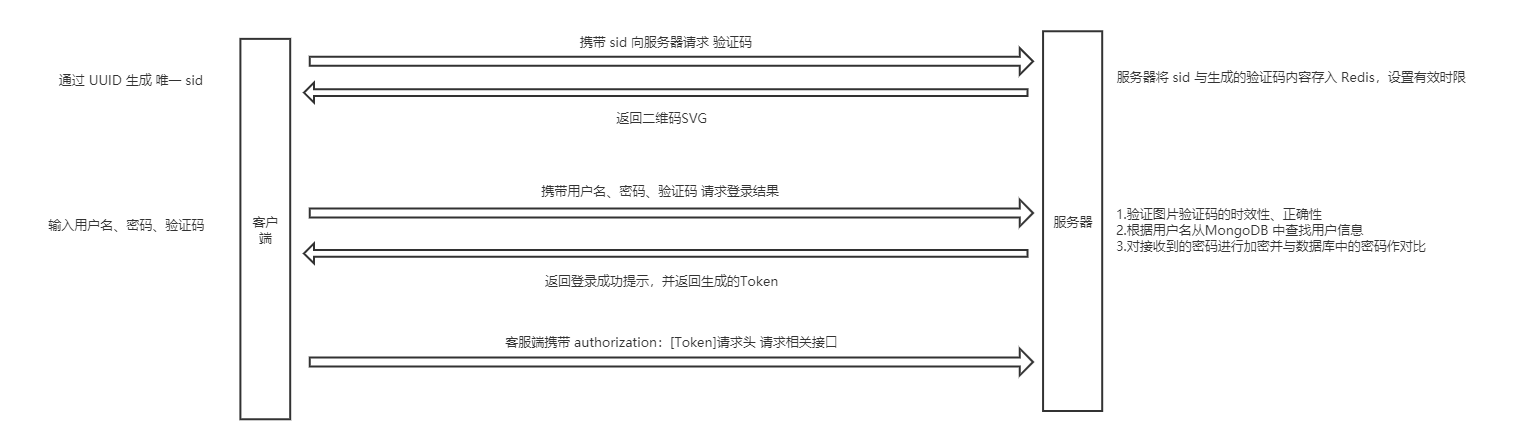 携带 sid 向服务器请求 验证码
通过 UUID 生成 唯一 sid
服务器将 sid 与生成的验证码内容存入 Redis，设置有效时限
返回二维码SVG
携带用户名、密码、验证码 请求登录结果
输入用户名、密码、验证码
客户
端
服务器
1.验证图片验证码的时效性、正确性
2.根据用户名从MongoDB 中查找用户信息
3.对接收到的密码进行加密并与数据库中的密码作对比
返回登录成功提示，并返回生成的Token
客服端携带 authorization：[Token]请求头 请求相关接口